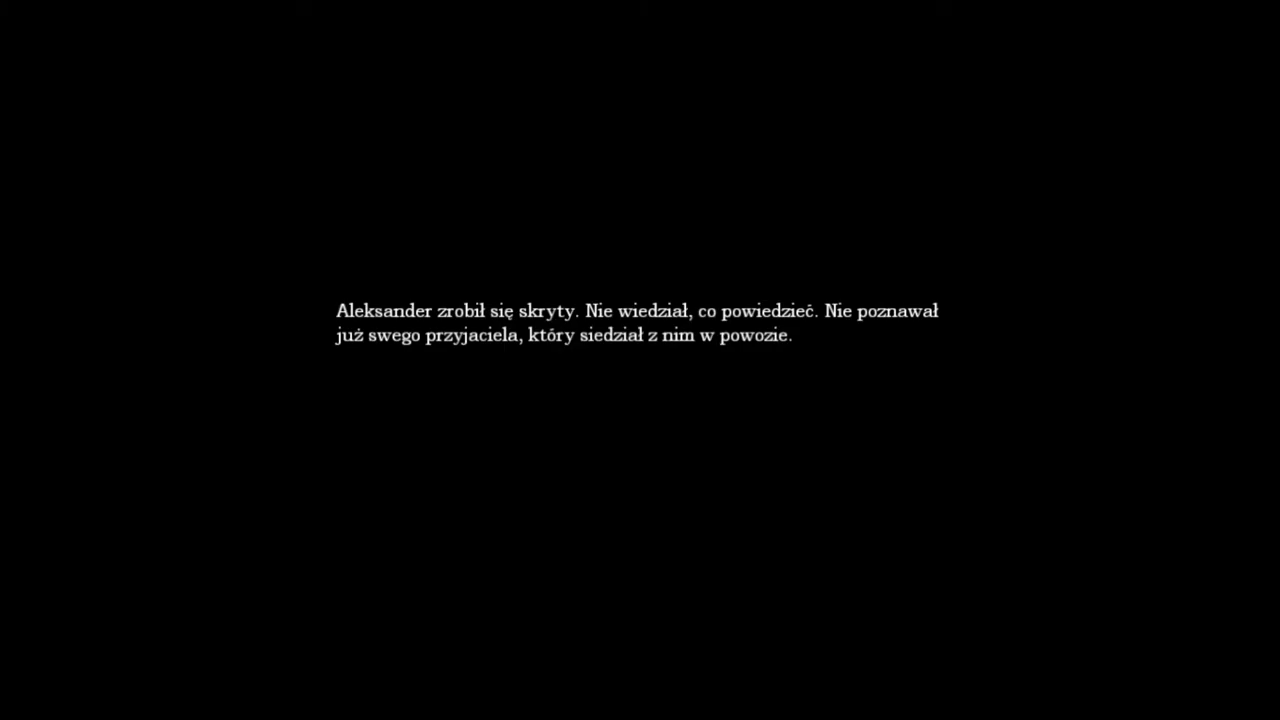 Aleksander zrobił się skryty. Nie wiedział, co powiedzieć. Nie poznawał
już swego przyjaciela, który siedział z nim w powozie.